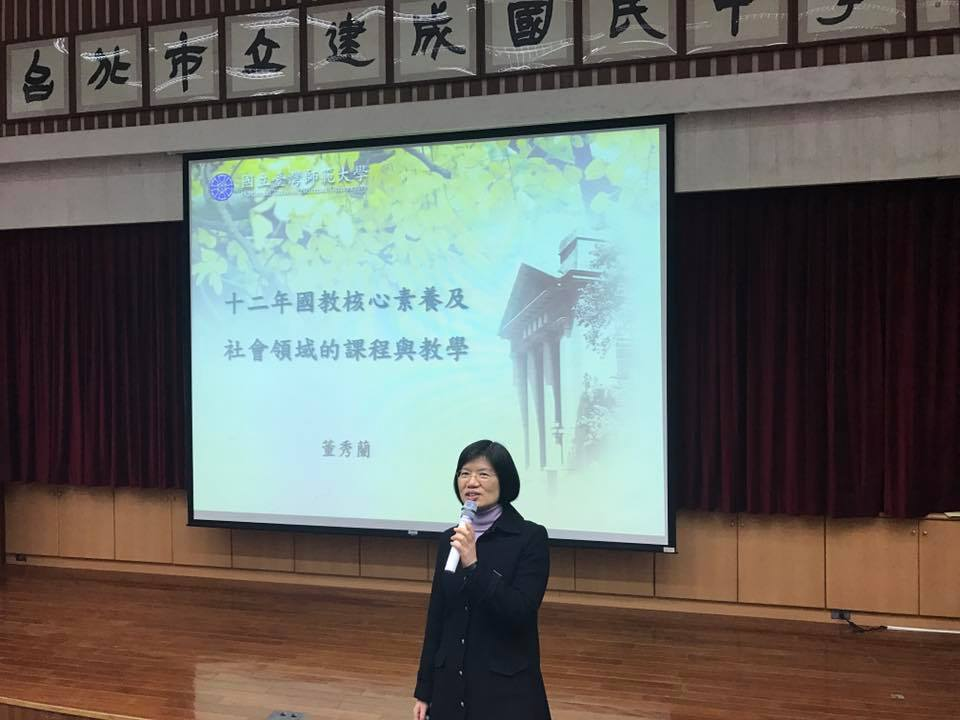 台北市立建成國民中學
國立臺灣師範大學
十二年國教核心素養及
社會領域的課程與教學
董秀蘭